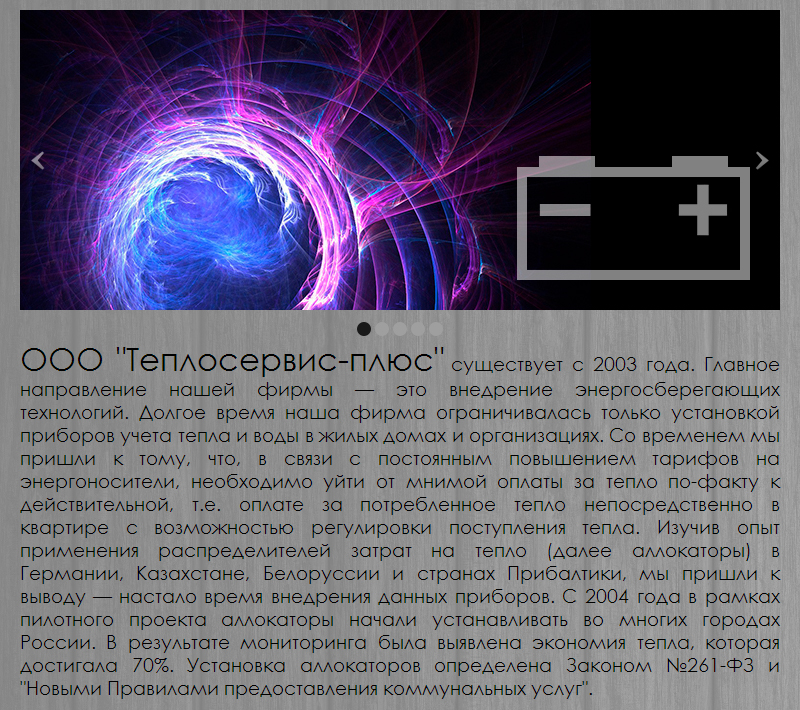 ООО "Теплосервис-плюс" существует с 2003 года. Главное
направление нашей фирмы — это внедрение энергосберегающих
технологий. Долгое время наша фирма ограничивалась только установкой
приборов учета тепла и воды в жилых домах и организациях. Со временем мы
пришли к тому, что, в связи с постоянным повышением тарифов на
энергоносители, необходимо уйти от мнимой оплаты за тепло по-факту к
действительной, т.е. оплате за потребленное тепло непосредственно в
квартире с возможностью регулировки поступления тепла. Изучив опыт
применения распределителей затрат на тепло (далее аллокаторы) в
Германии, Казахстане, Белоруссии и странах Прибалтики, мы пришли к
выводу — настало время внедрения данных приборов. С 2004 года в рамках
пилотного проекта аллокаторы начали устанавливать во многих городах
России. В результате мониторинга была выявлена экономия тепла, которая
достигала 70%. Установка аллокаторов определена Законом №261-ФЗ и
"Новыми Правилами предоставления коммунальных услуг".